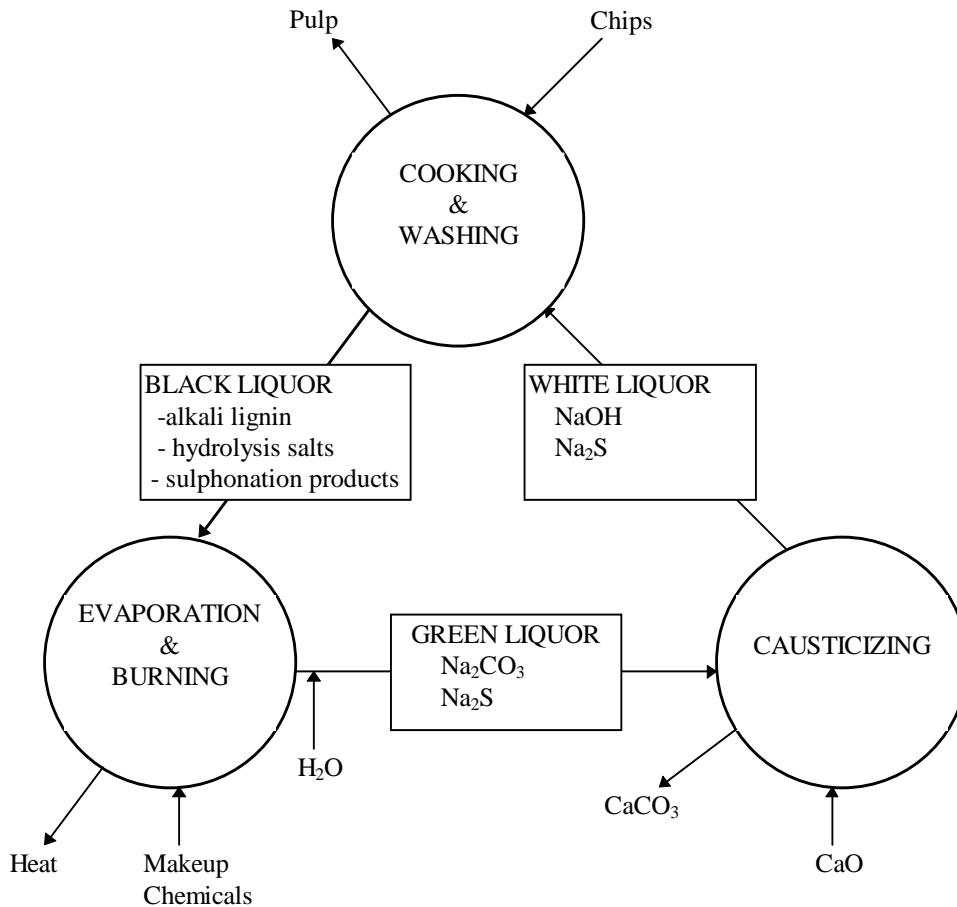 Pulp
Chips
COOKING
&
WASHING
BLACK LIQUOR
-alkali lignin
- hydrolysis salts
- sulphonation products
WHITE LIQUOR
NaOH
Na₂S
EVAPORATION
&
BURNING
GREEN LIQUOR
Na₂CO₃
Na₂S
CAUSTICIZING
H₂O
CaCO₃
Heat
Makeup
Chemicals
CaO